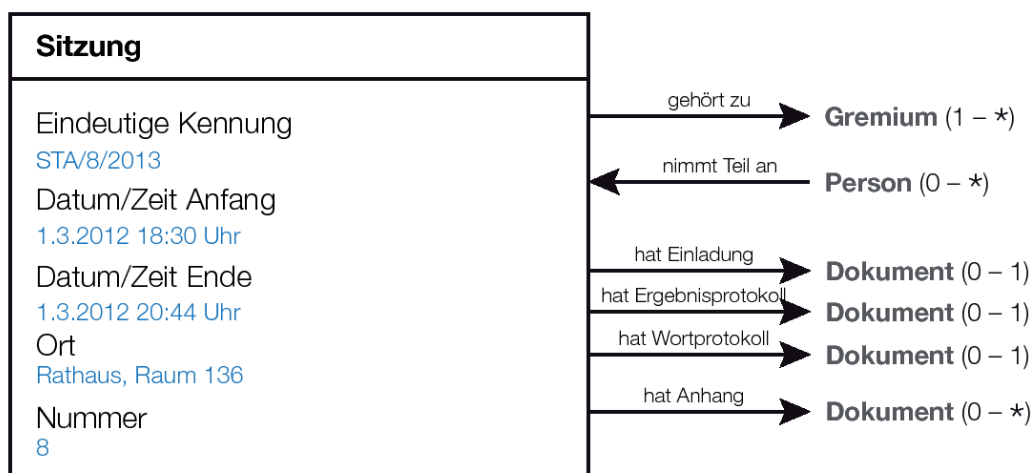 Sitzung
Eindeutige Kennung
STA/8/2013
Datum/Zeit Anfang
1.3.2012 18:30 Uhr
Datum/Zeit Ende
1.3.2012 20:44 Uhr
Ort
Rathaus, Raum 136
Nummer
8
gehört zu
Gremium (1 – *)
nimmt Teil an
Person (0 – *)
hat Einladung
Dokument (0 – 1)
hat Ergebnisprotokoll
Dokument (0 – 1)
hat Wortprotokoll
Dokument (0 – 1)
hat Anhang
Dokument (0 – *)